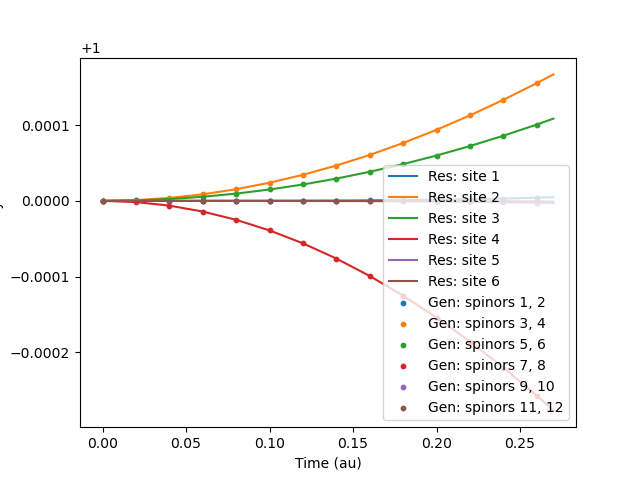 +1
0.0001
0.0000
−0.0001
−0.0002
0.00
0.05
0.10
0.15
0.20
0.25
Time (au)
Res: site 1
Res: site 2
Res: site 3
Res: site 4
Res: site 5
Res: site 6
Gen: spinors 1, 2
Gen: spinors 3, 4
Gen: spinors 5, 6
Gen: spinors 7, 8
Gen: spinors 9, 10
Gen: spinors 11, 12